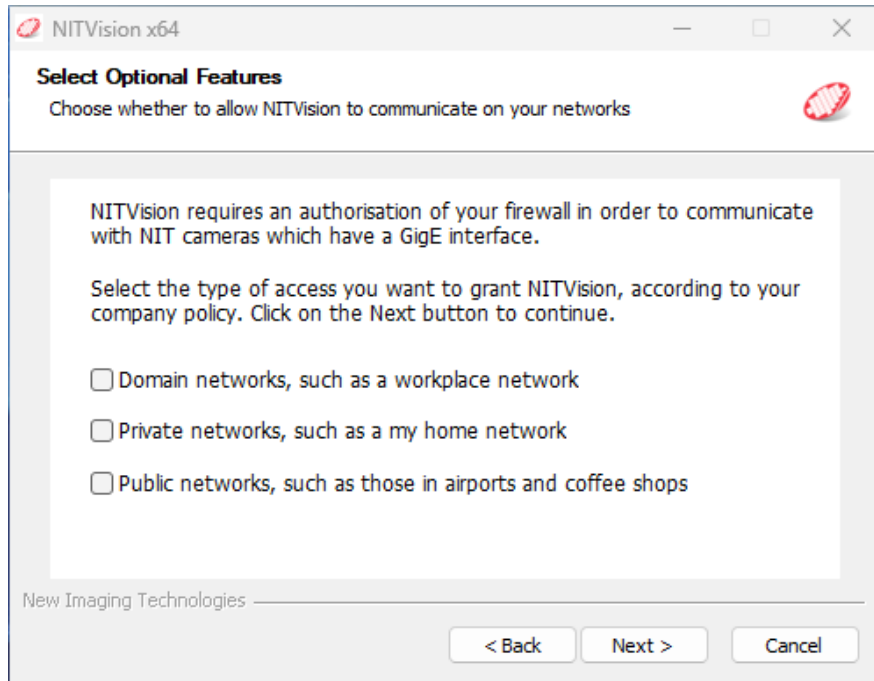 NITVision x64
Select Optional Features
Choose whether to allow NITVision to communicate on your networks
NITVision requires an authorisation of your firewall in order to communicate
with NIT cameras which have a GigE interface.
Select the type of access you want to grant NITVision, according to your
company policy. Click on the Next button to continue.
Domain networks, such as a workplace network
Private networks, such as a my home network
Public networks, such as those in airports and coffee shops
New Imaging Technologies
< Back
Next >
Cancel